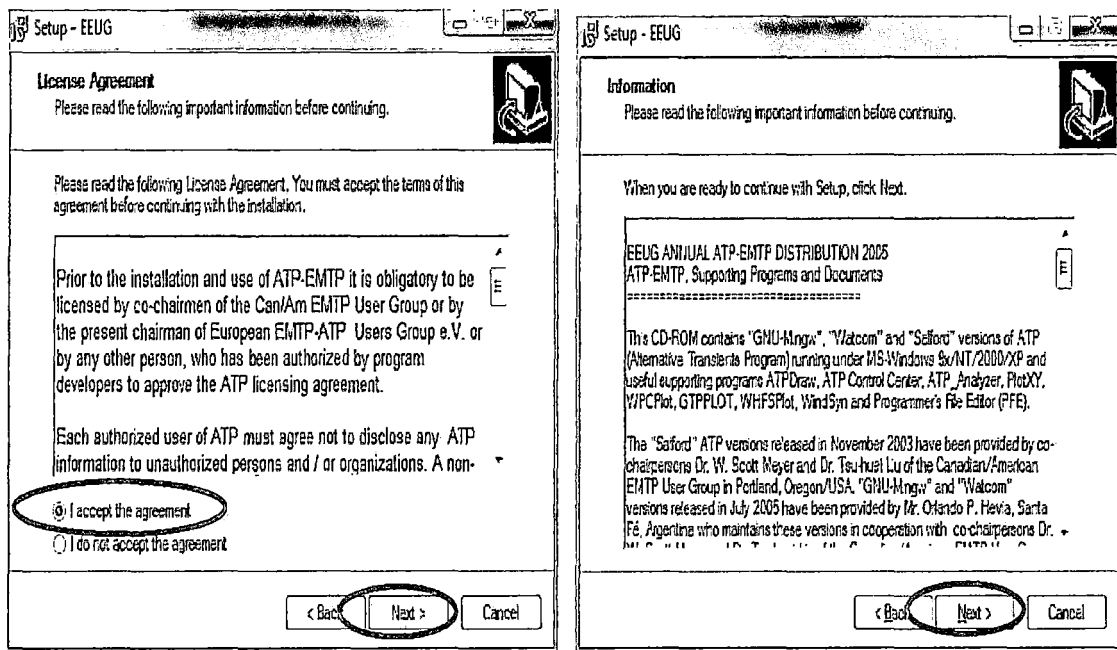 Setup - EEUG
License Agreement
Please read the following important information before continuing.
Please read the following License Agreement. You must accept the terms of this
agreement before continuing with the installation.
Prior to the installation and use of ATP-EMTP it is obligatory to be
licensed by co-chairmen of the Can/Am EMTP User Group or by
the present chairman of European EMTP-ATP Users Group e.V. or
by any other person, who has been authorized by program
developers to approve the ATP licensing agreement.
Each authorized user of ATP must agree not to disclose any ATP
information to unauthorized persons and / or organizations. A non-
I accept the agreement
I do not accept the agreement
< Back
Next >
Cancel
Setup - EEUG
Information
Please read the following important information before continuing.
When you are ready to continue with Setup, click Next.
EEUG ANNUAL ATP-EMTP DISTRIBUTION 2005
ATP-EMTP, Supporting Programs and Documents
===================================
This CD-ROM contains "GNU-Mngw", "Watcom" and "Salford" versions of ATP
(Alternative Transients Program) running under MS-Windows 9x/NT/2000/XP and
useful supporting programs ATPDraw, ATP Control Center, ATP_Analyzer, PlotXY,
WPCPlot, GTPPLOT, WHFSPlot, WindSyn and Programmer's File Editor (PFE).
The "Salford" ATP versions released in November 2003 have been provided by co-
chairpersons Dr. W. Scott Meyer and Dr. Tsu-huei Liu of the Canadian/American
EMTP User Group in Portland, Oregon/USA. "GNU-Mngw" and "Watcom"
versions released in July 2005 have been provided by Mr. Orlando P. Hevia, Santa
Fé, Argentina who maintains these versions in cooperation with co-chairpersons Dr.
< Back
Next >
Cancel